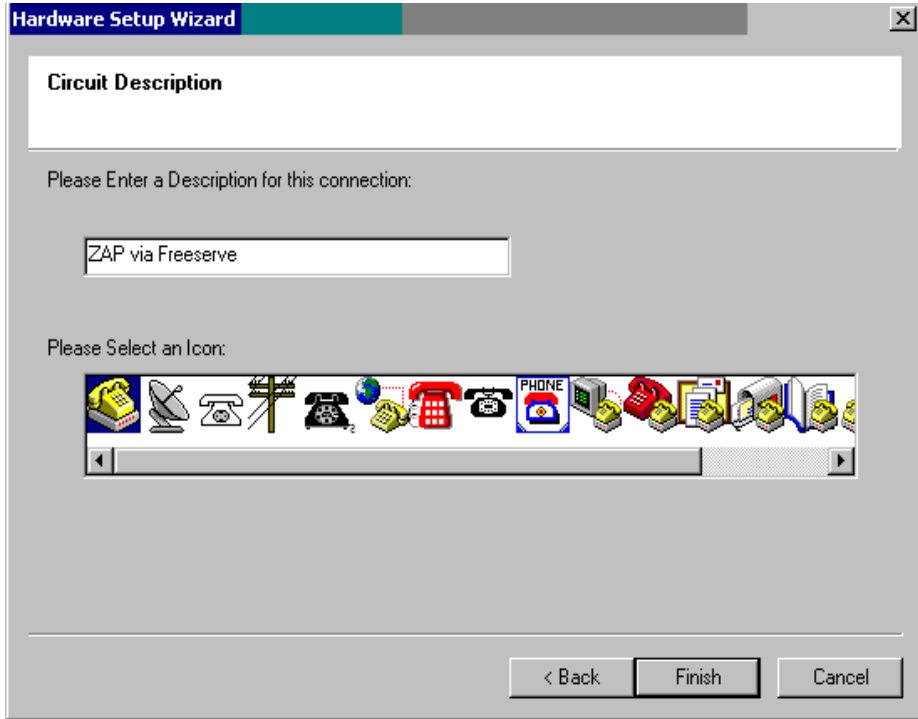 Hardware Setup Wizard
Circuit Description
Please Enter a Description for this connection:
ZAP via Freeserve
Please Select an Icon:
PHONE
< Back Finish Cancel